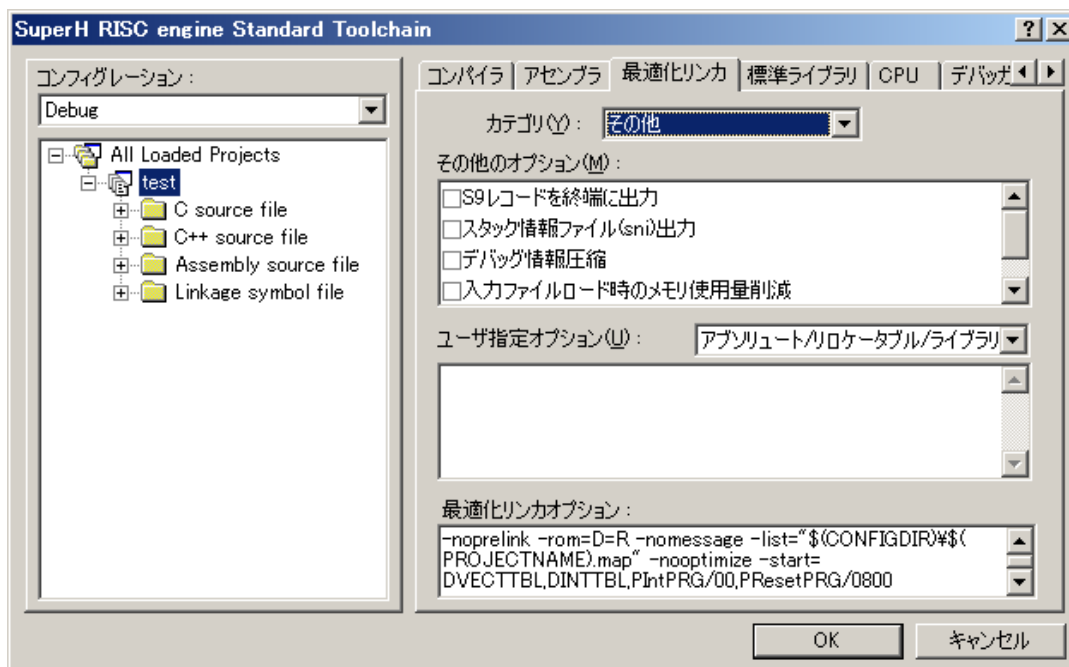 SuperH RISC engine Standard Toolchain
コンフィグレーション :
Debug
All Loaded Projects
test
C source file
C++ source file
Assembly source file
Linkage symbol file
コンパイラ アセンブラ 最適化リンカ 標準ライブラリ CPU デバッガ
カテゴリ(Y) : その他
その他のオプション(M) :
S9レコードを終端に出力
スタック情報ファイル(sni)出力
デバッグ情報圧縮
入力ファイルロード時のメモリ使用量削減
ユーザ指定オプション(U) : アブソリュート/リロケータブル/ライブラリ
最適化リンカオプション :
-noprelink -rom=D=R -nomessage -list="$(CONFIGDIR)¥$(
PROJECTNAME).map" -nooptimize -start=
DVECTTBL,DINTTBL,PIntPRG/00,PResetPRG/0800
OK キャンセル